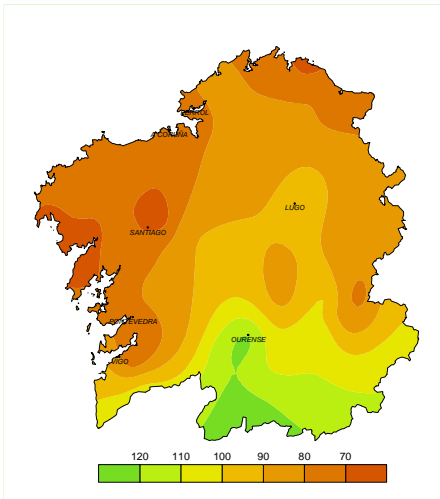 FERROL
A CORUÑA
LUGO
SANTIAGO
PONTEVEDRA
OURENSE
VIGO
120 110 100 90 80 70